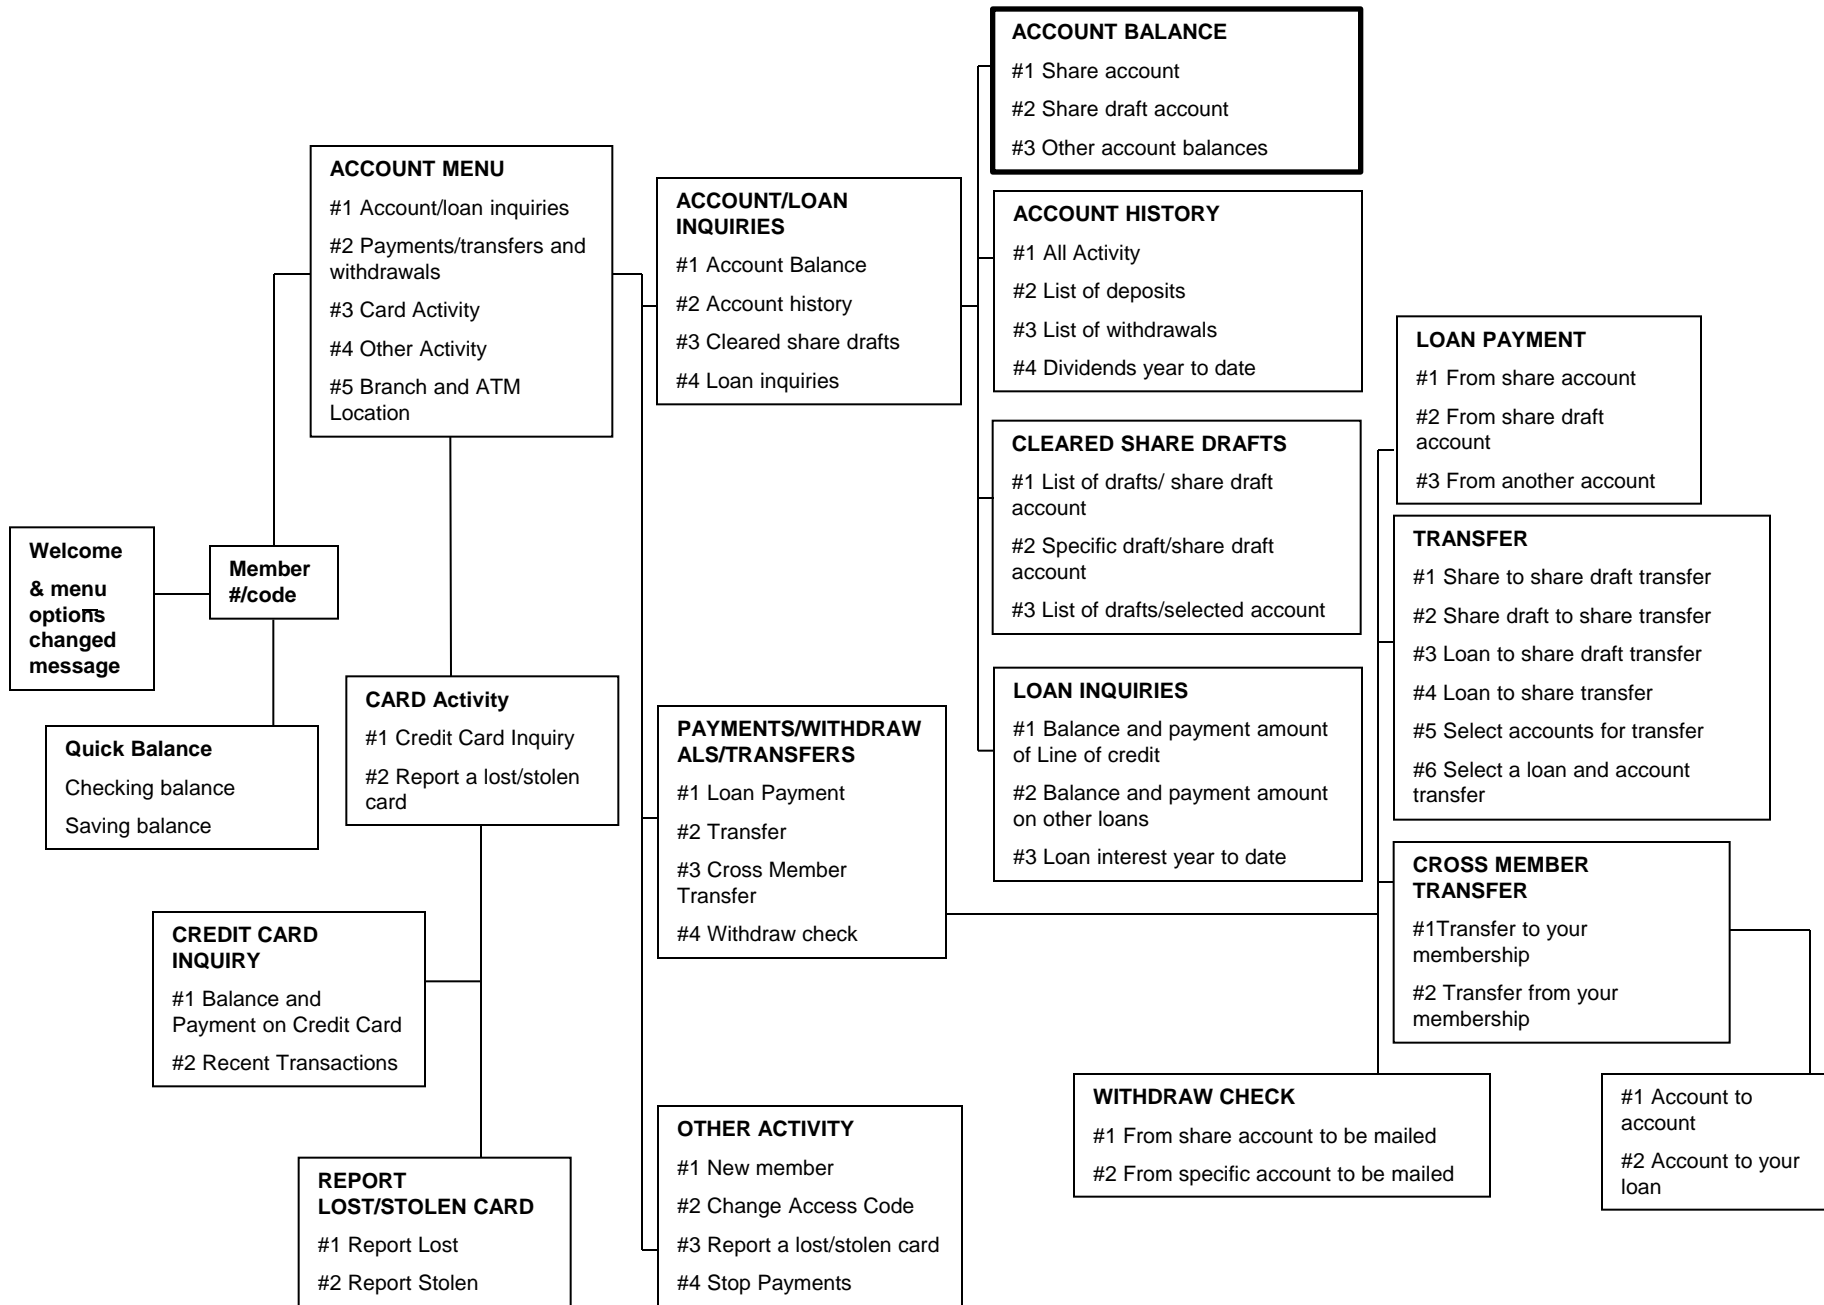 Welcome
& menu
options
changed
message
Member
#/code
Quick Balance
Checking balance
Saving balance
ACCOUNT MENU
#1 Account/loan inquiries
#2 Payments/transfers and
withdrawals
#3 Card Activity
#4 Other Activity
#5 Branch and ATM
Location
CARD Activity
#1 Credit Card Inquiry
#2 Report a lost/stolen
card
CREDIT CARD
INQUIRY
#1 Balance and
Payment on Credit Card
#2 Recent Transactions
REPORT
LOST/STOLEN CARD
#1 Report Lost
#2 Report Stolen
ACCOUNT/LOAN
INQUIRIES
#1 Account Balance
#2 Account history
#3 Cleared share drafts
#4 Loan inquiries
PAYMENTS/WITHDRAW
ALS/TRANSFERS
#1 Loan Payment
#2 Transfer
#3 Cross Member
Transfer
#4 Withdraw check
OTHER ACTIVITY
#1 New member
#2 Change Access Code
#3 Report a lost/stolen card
#4 Stop Payments
ACCOUNT BALANCE
#1 Share account
#2 Share draft account
#3 Other account balances
ACCOUNT HISTORY
#1 All Activity
#2 List of deposits
#3 List of withdrawals
#4 Dividends year to date
CLEARED SHARE DRAFTS
#1 List of drafts/ share draft
account
#2 Specific draft/share draft
account
#3 List of drafts/selected account
LOAN INQUIRIES
#1 Balance and payment amount
of Line of credit
#2 Balance and payment amount
on other loans
#3 Loan interest year to date
LOAN PAYMENT
#1 From share account
#2 From share draft
account
#3 From another account
TRANSFER
#1 Share to share draft transfer
#2 Share draft to share transfer
#3 Loan to share draft transfer
#4 Loan to share transfer
#5 Select accounts for transfer
#6 Select a loan and account
transfer
CROSS MEMBER
TRANSFER
#1Transfer to your
membership
#2 Transfer from your
membership
WITHDRAW CHECK
#1 From share account to be mailed
#2 From specific account to be mailed
#1 Account to
account
#2 Account to your
loan